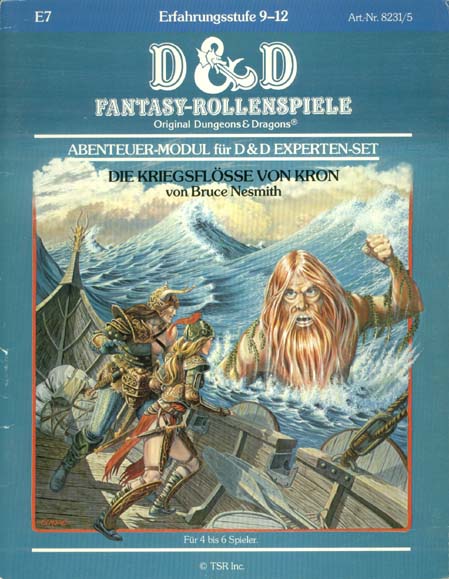 E7
Erfahrungsstufe 9–12
Art.-Nr. 8231/5
D&D
FANTASY-ROLLENSPIELE
Original Dungeons & Dragons®
ABENTEUER-MODUL für D&D EXPERTEN-SET
DIE KRIEGSFLÖSSE VON KRON
von Bruce Nesmith
Für 4 bis 6 Spieler.
© TSR Inc.